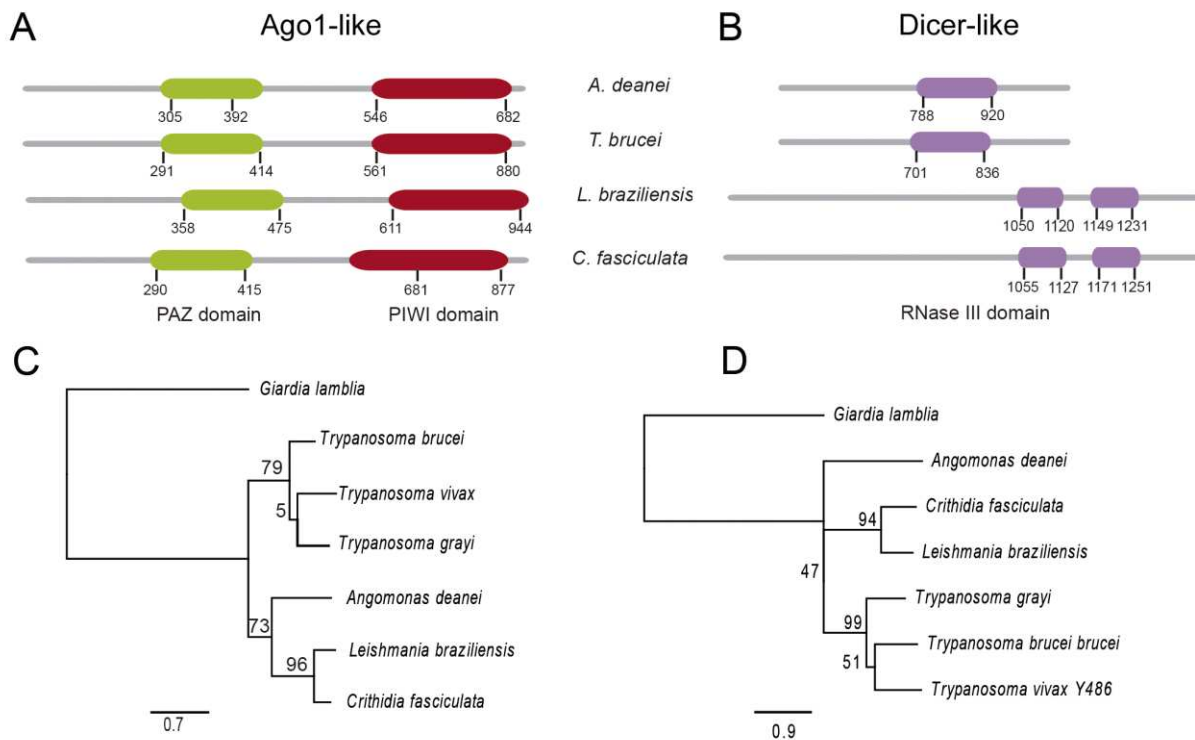 A
Ago1-like
B
Dicer-like
305 392 546 682
A. deanei
788 920
291 414 561 880
T. brucei
701 836
358 475 611 944
L. braziliensis
1050 1120 1149 1231
290 415 681 877
C. fasciculata
1055 1127 1171 1251
PAZ domain
PIWI domain
RNase III domain
C
Giardia lamblia
Trypanosoma brucei
79
Trypanosoma vivax
5
Trypanosoma grayi
Angomonas deanei
73
Leishmania braziliensis
96
Crithidia fasciculata
0.7
D
Giardia lamblia
Angomonas deanei
Crithidia fasciculata
94
Leishmania braziliensis
47
Trypanosoma grayi
99
Trypanosoma brucei brucei
51
Trypanosoma vivax Y486
0.9